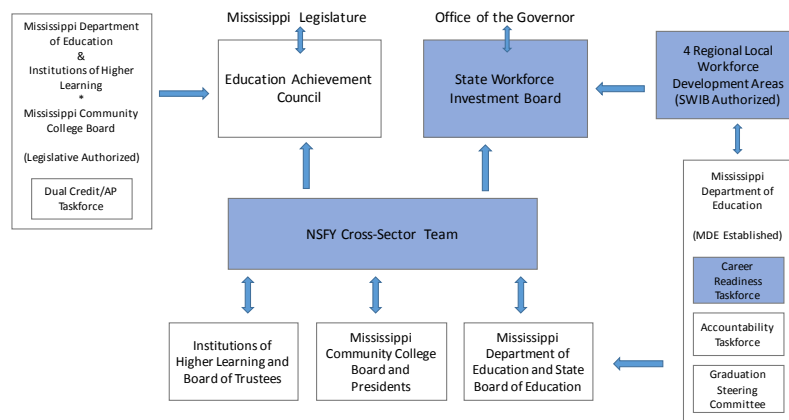 Mississippi Department
of Education
&
Institutions of Higher
Learning
*
Mississippi Community
College Board
(Legislative Authorized)
Dual Credit/AP
Taskforce
Mississippi Legislature
Education Achievement
Council
Office of the Governor
State Workforce
Investment Board
4 Regional Local
Workforce
Development Areas
(SWIB Authorized)
NSFY Cross-Sector Team
Mississippi
Department of
Education
(MDE Established)
Career
Readiness
Taskforce
Accountability
Taskforce
Graduation
Steering
Committee
Institutions of
Higher Learning and
Board of Trustees
Mississippi
Community College
Board and
Presidents
Mississippi
Department of
Education and State
Board of Education